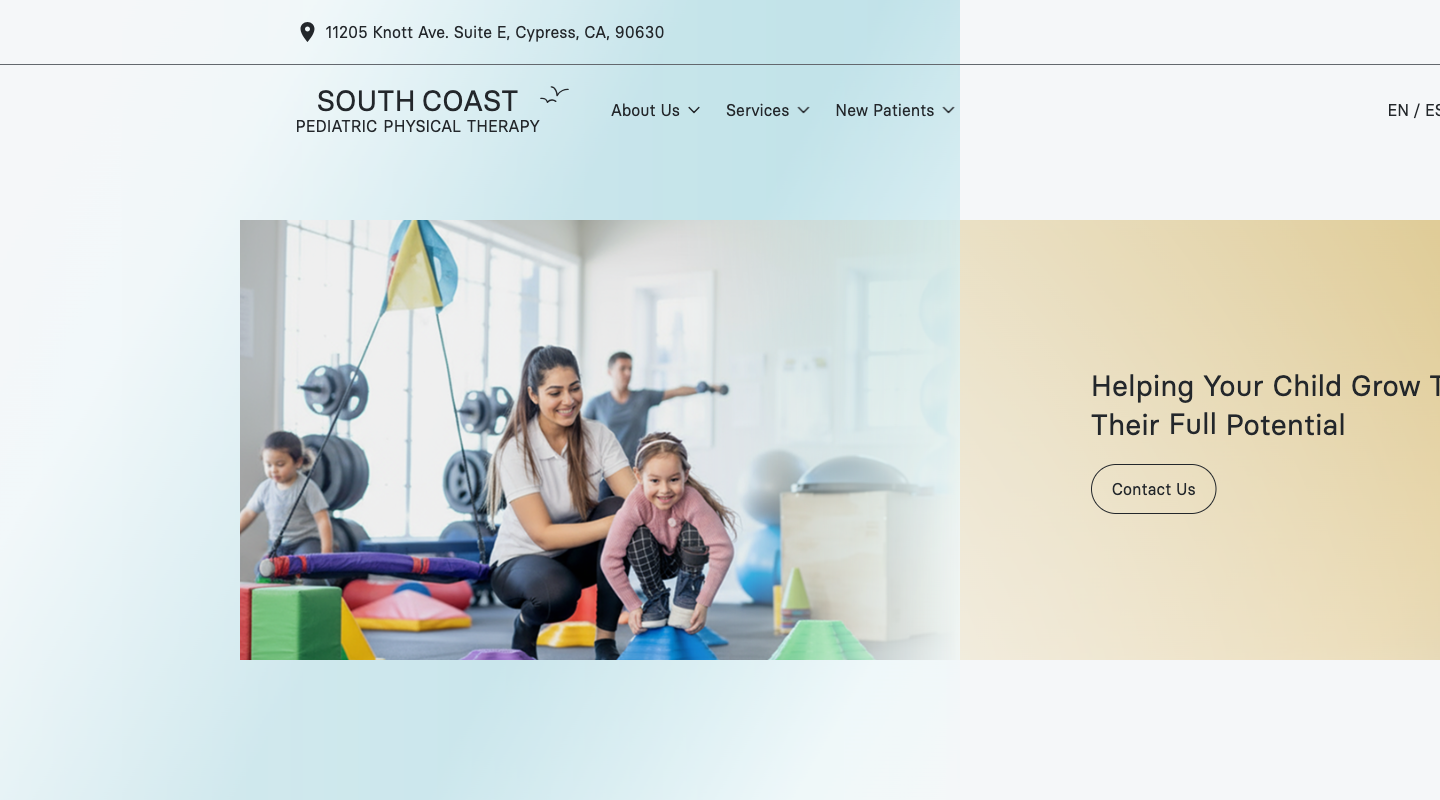 11205 Knott Ave. Suite E, Cypress, CA, 90630
SOUTH COAST
PEDIATRIC PHYSICAL THERAPY
About Us
Services
New Patients
EN / ES
Helping Your Child Grow T
Their Full Potential
Contact Us